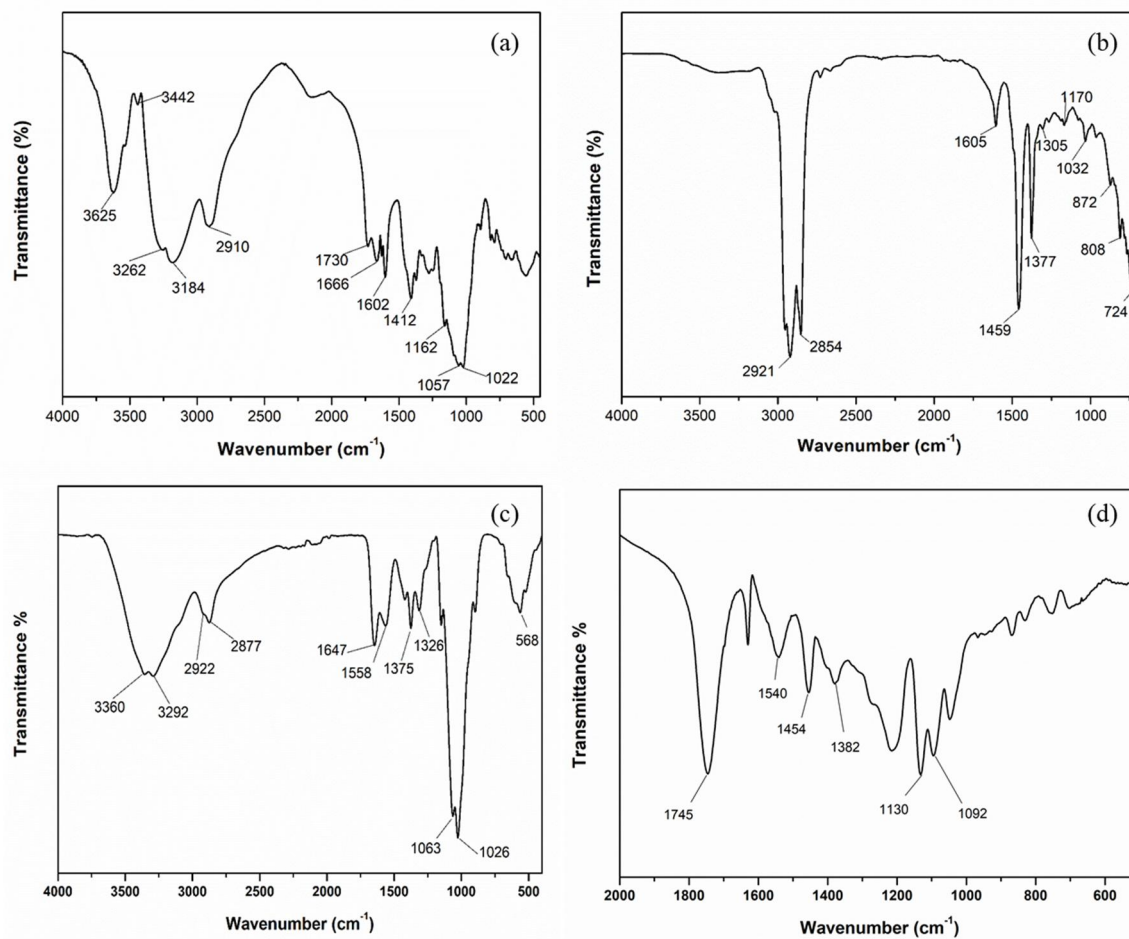 (a)
Transmittance (%)
3442
3625
2910
3262
3184
1730
1666
1602
1412
1162
1057
1022
4000 3500 3000 2500 2000 1500 1000 500
Wavenumber (cm-1)
(b)
Transmittance (%)
1170
1605
1305
1032
872
808
1377
724
1459
2854
2921
4000 3500 3000 2500 2000 1500 1000
Wavenumber (cm-1)
(c)
Transmittance %
2877
2922
1647
1558
1375
1326
568
3360
3292
1063
1026
4000 3500 3000 2500 2000 1500 1000 500
Wavenumber (cm-1)
(d)
Transmittance %
1540
1454
1382
1745
1130
1092
2000 1800 1600 1400 1200 1000 800 600
Wavenumber (cm-1)